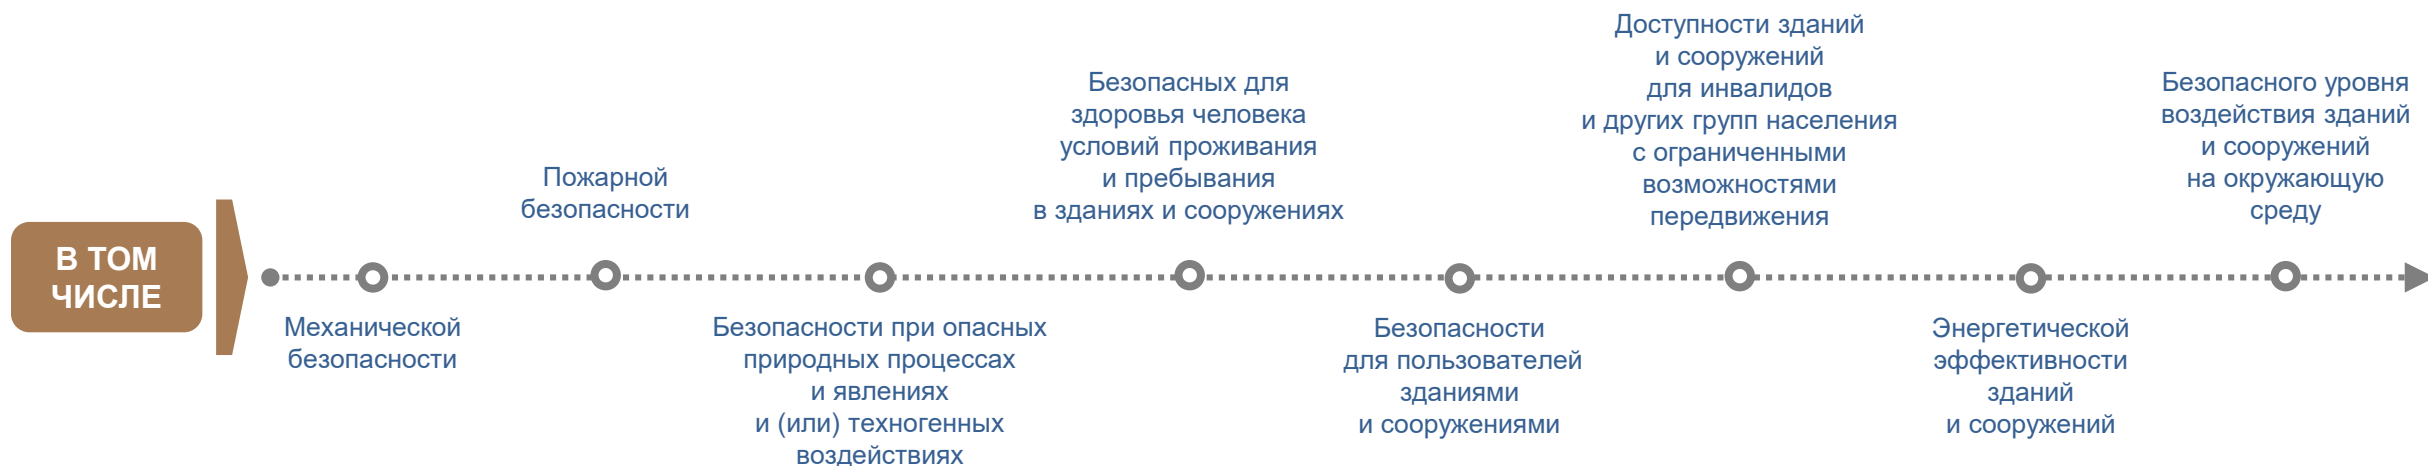 В ТОМ
ЧИСЛЕ
Механической
безопасности
Пожарной
безопасности
Безопасности при опасных
природных процессах
и явлениях
и (или) техногенных
воздействиях
Безопасных для
здоровья человека
условий проживания
и пребывания
в зданиях и сооружениях
Безопасности
для пользователей
зданиями
и сооружениями
Доступности зданий
и сооружений
для инвалидов
и других групп населения
с ограниченными
возможностями
передвижения
Энергетической
эффективности
зданий
и сооружений
Безопасного уровня
воздействия зданий
и сооружений
на окружающую
среду